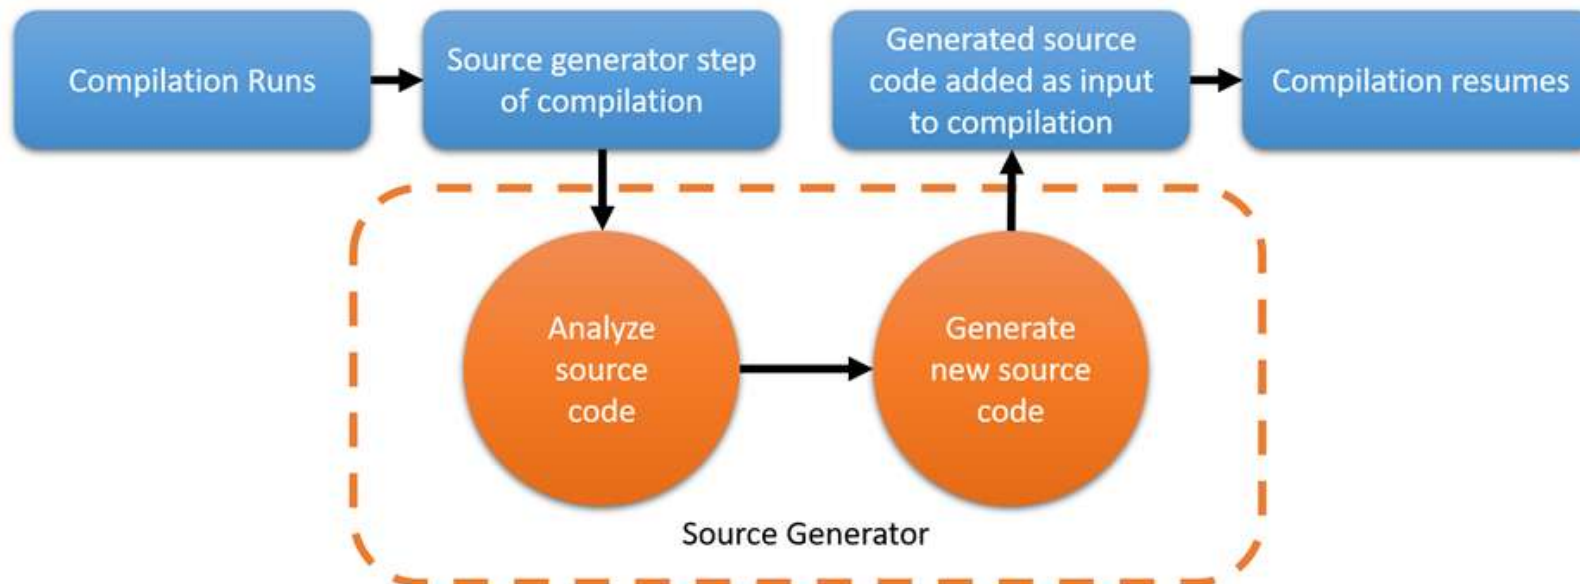 Compilation Runs
Source generator step
of compilation
Generated source
code added as input
to compilation
Compilation resumes
Analyze
source
code
Generate
new source
code
Source Generator